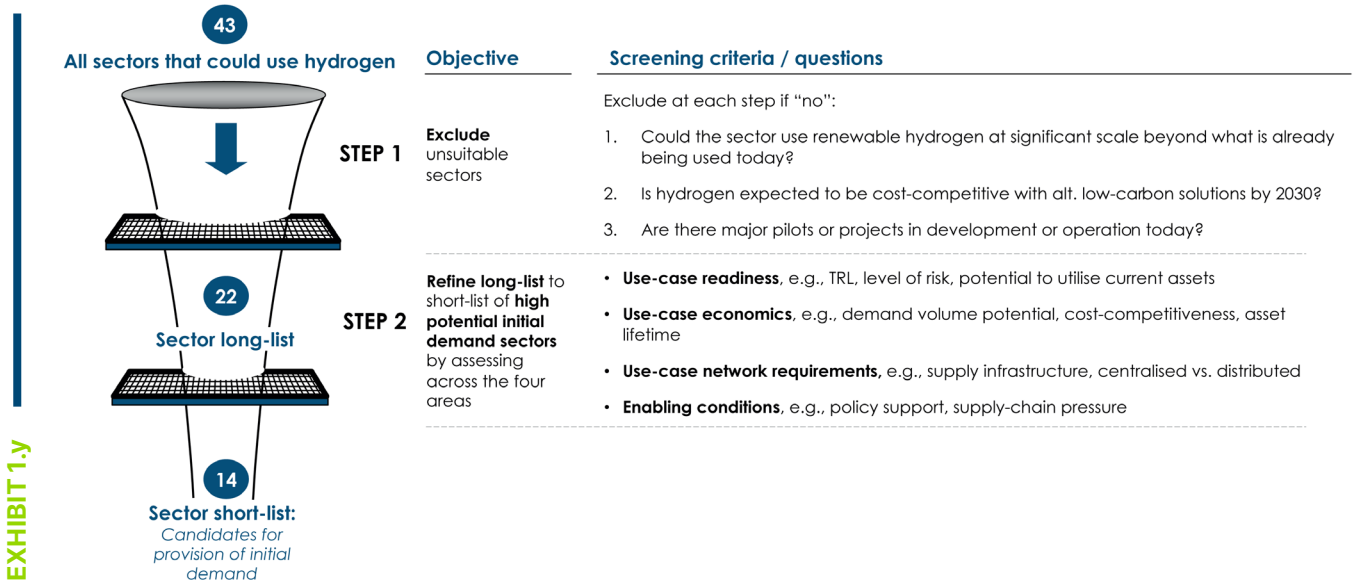 43
All sectors that could use hydrogen
Objective
Screening criteria / questions
STEP 1
Exclude
unsuitable
sectors
Exclude at each step if “no”:
1. Could the sector use renewable hydrogen at significant scale beyond what is already
being used today?
2. Is hydrogen expected to be cost-competitive with alt. low-carbon solutions by 2030?
3. Are there major pilots or projects in development or operation today?
22
Sector long-list
STEP 2
Refine long-list to
short-list of high
potential initial
demand sectors
by assessing
across the four
areas
• Use-case readiness, e.g., TRL, level of risk, potential to utilise current assets
• Use-case economics, e.g., demand volume potential, cost-competitiveness, asset
lifetime
• Use-case network requirements, e.g., supply infrastructure, centralised vs. distributed
• Enabling conditions, e.g., policy support, supply-chain pressure
14
Sector short-list:
Candidates for
provision of initial
demand
EXHIBIT 1.y